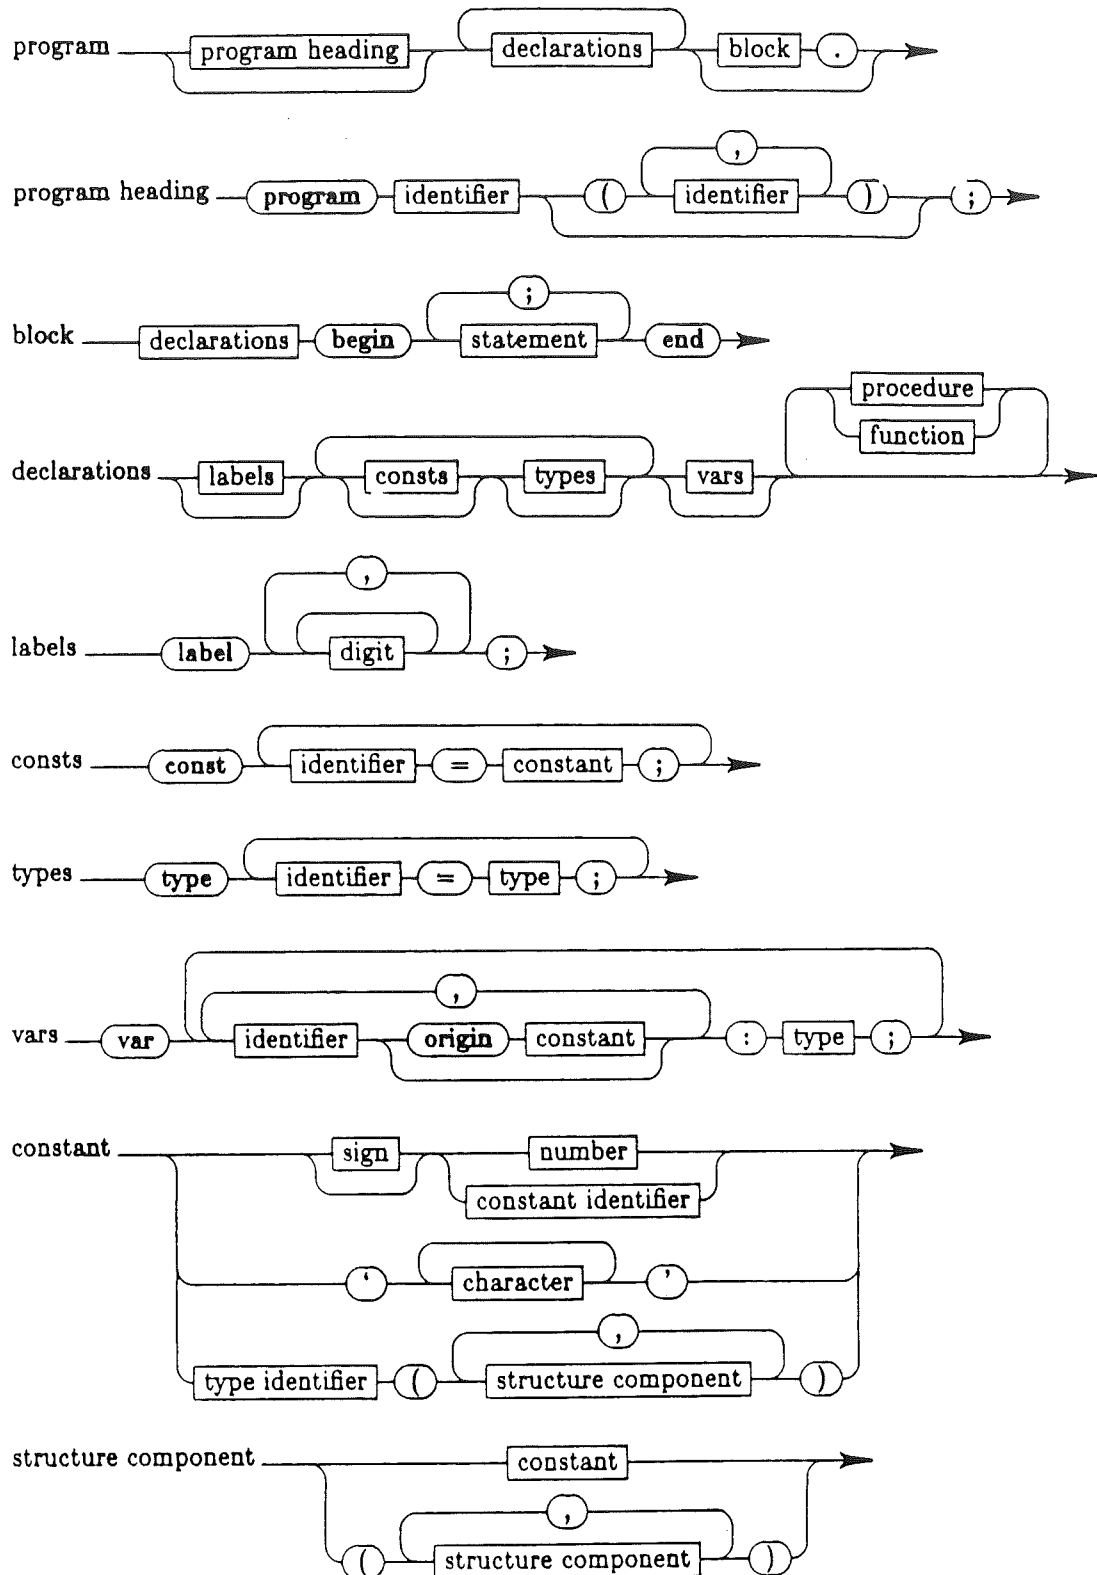 program program heading declarations block .
,
program heading program identifier ( identifier ) ;
;
block declarations begin statement end
procedure
function
declarations labels consts types vars
,
labels label digit ;
consts const identifier = constant ;
types type identifier = type ;
,
vars var identifier origin constant : type ;
constant sign number
constant identifier
‘ character ’
,
type identifier ( structure component )
structure component constant
,
( structure component )